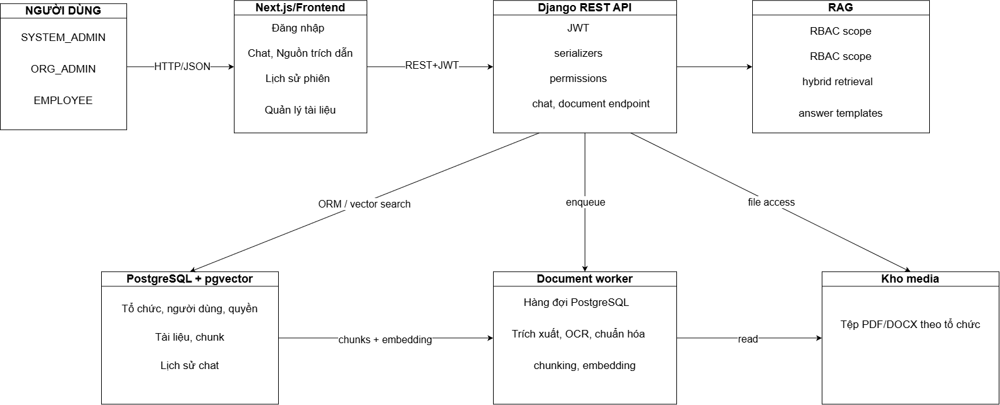 NGƯỜI DÙNG
SYSTEM_ADMIN
ORG_ADMIN
EMPLOYEE
HTTP/JSON
Next.js/Frontend
Đăng nhập
Chat, Nguồn trích dẫn
Lịch sử phiên
Quản lý tài liệu
REST+JWT
Django REST API
JWT
serializers
permissions
chat, document endpoint
RAG
RBAC scope
RBAC scope
hybrid retrieval
answer templates
ORM / vector search
enqueue
file access
PostgreSQL + pgvector
Tổ chức, người dùng, quyền
Tài liệu, chunk
Lịch sử chat
chunks + embedding
Document worker
Hàng đợi PostgreSQL
Trích xuất, OCR, chuẩn hóa
chunking, embedding
read
Kho media
Tệp PDF/DOCX theo tổ chức